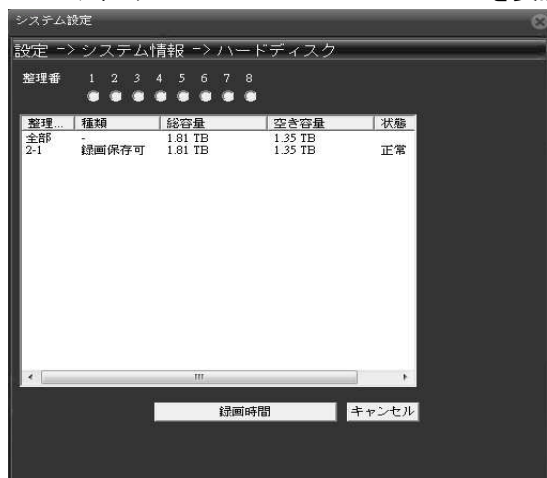 システム設定
設定 -> システム情報 -> ハードディスク
整理番 1 2 3 4 5 6 7 8
整理... 種類 総容量 空き容量 状態
全部 - 1.81 TB 1.35 TB
2-1 録画保存可 1.81 TB 1.35 TB 正常
録画時間 キャンセル